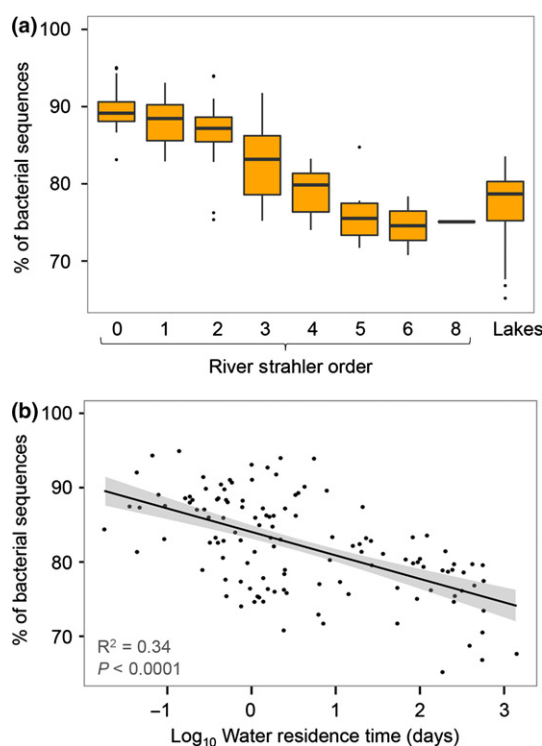 (a)
100
90
80
70
% of bacterial sequences
0 1 2 3 4 5 6 8 Lakes
River strahler order
(b)
100
90
80
70
% of bacterial sequences
R² = 0.34
P < 0.0001
−1 0 1 2 3
Log₁₀ Water residence time (days)